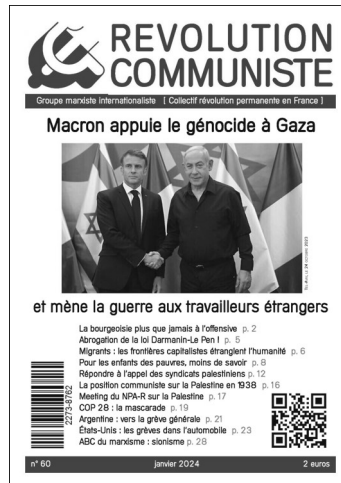 REVOLUTION
COMMUNISTE
Groupe marxiste internationaliste [ Collectif révolution permanente en France ]
Macron appuie le génocide à Gaza
et mène la guerre aux travailleurs étrangers
La bourgeoisie plus que jamais à l'offensive p. 2
Abrogation de la loi Darmanin-Le Pen ! p. 5
Migrants : les frontières capitalistes étranglent l'humanité p. 6
Pour les enfants des pauvres, moins de savoir p. 8
Répondre à l'appel des syndicats palestiniens p. 12
La position communiste sur la Palestine en 1938 p. 16
Meeting du NPA-R sur la Palestine p. 17
COP 28 : la mascarade p. 19
Argentine : vers la grève générale p. 21
États-Unis : les grèves dans l'automobile p. 23
ABC du marxisme : sionisme p. 28
2273-8762
n° 60
janvier 2024
2 euros